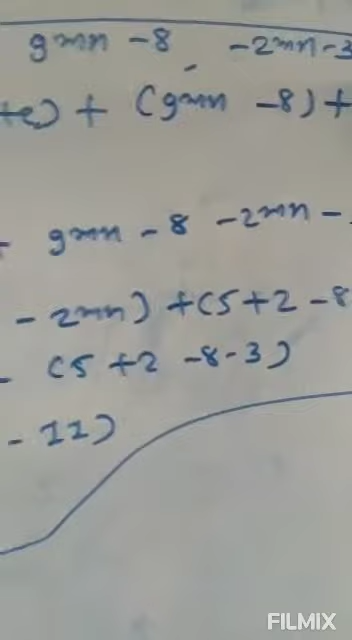 9mn - 8 - 2mn - 3
+ (9mn - 8) +
9mn - 8 - 2mn -
- 2mn) + (5 + 2 - 8
(5 + 2 - 8 - 3)
- 11)
FILMIX